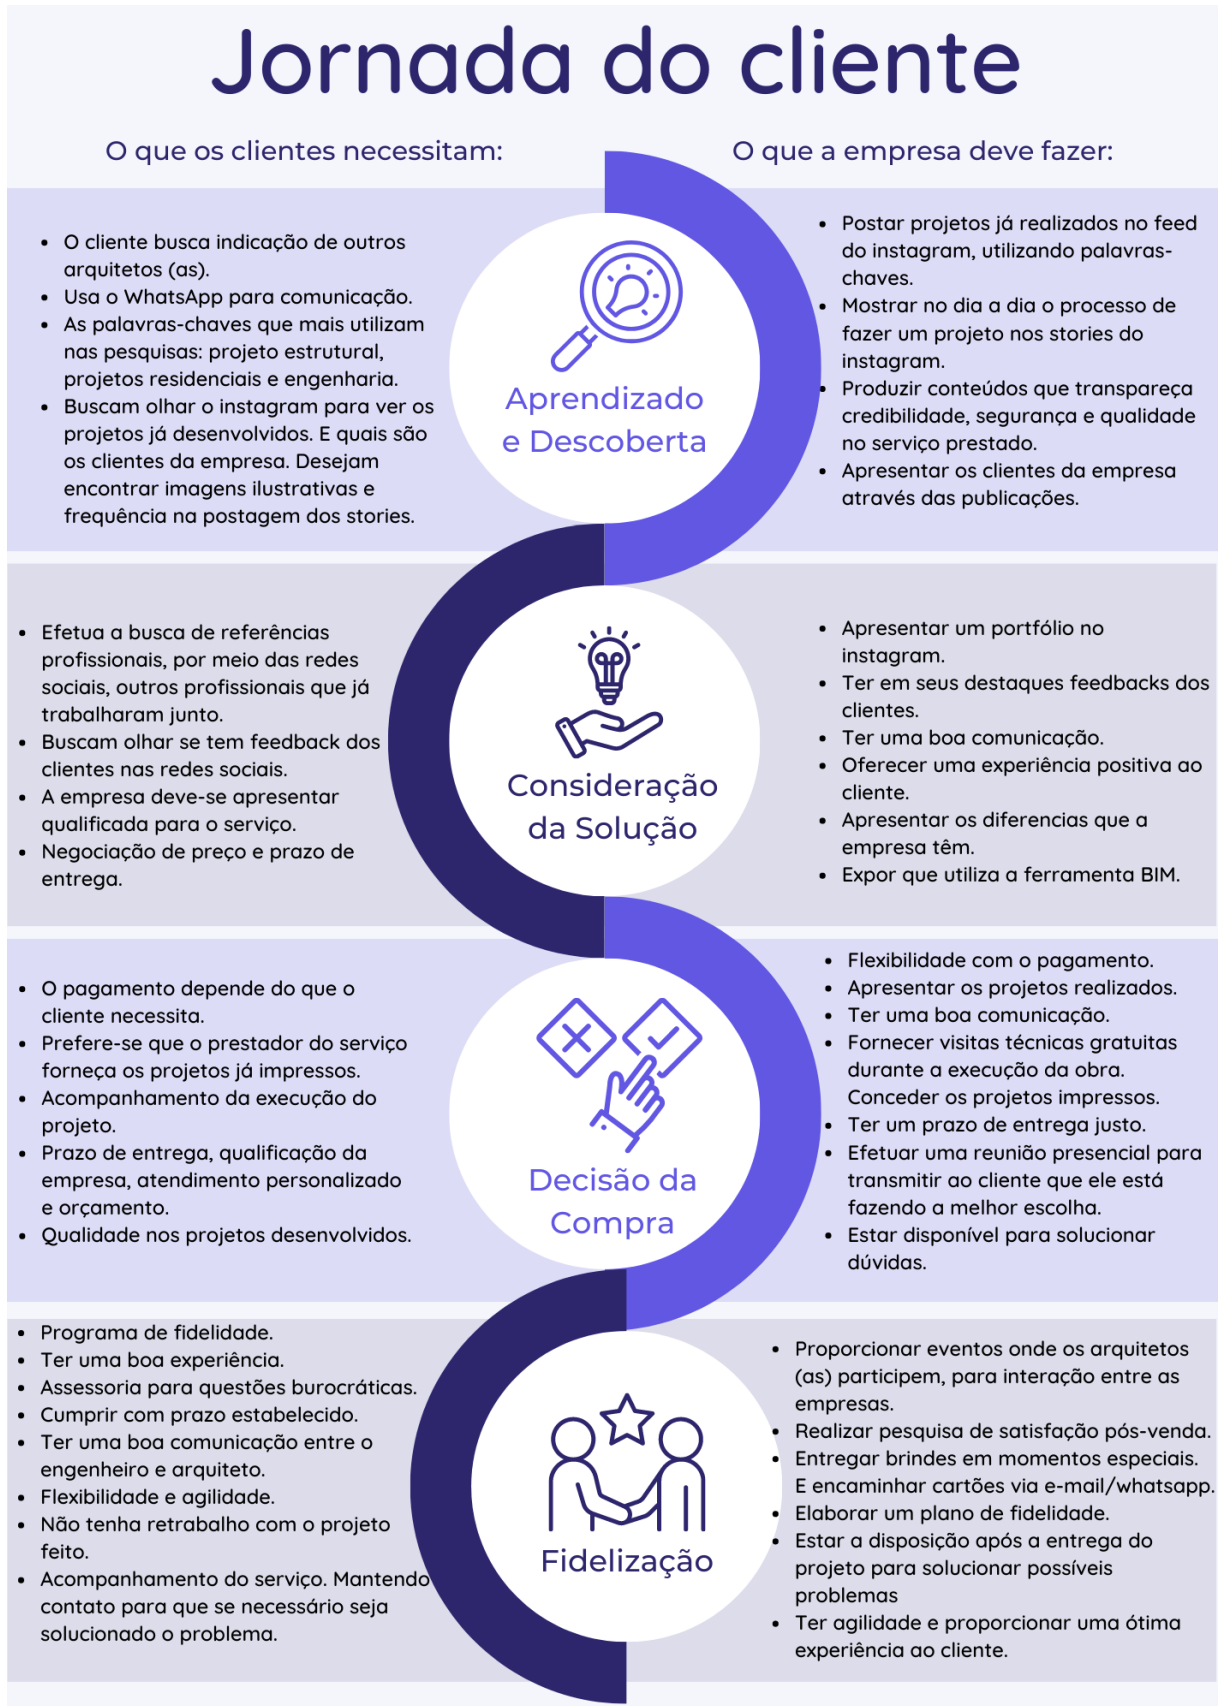 Jornada do cliente
O que os clientes necessitam:
O que a empresa deve fazer:
• O cliente busca indicação de outros
arquitetos (as).
• Usa o WhatsApp para comunicação.
• As palavras-chaves que mais utilizam
nas pesquisas: projeto estrutural,
projetos residenciais e engenharia.
• Buscam olhar o instagram para ver os
projetos já desenvolvidos. E quais são
os clientes da empresa. Desejam
encontrar imagens ilustrativas e
frequência na postagem dos stories.
Aprendizado
e Descoberta
• Postar projetos já realizados no feed
do instagram, utilizando palavras-
chaves.
• Mostrar no dia a dia o processo de
fazer um projeto nos stories do
instagram.
• Produzir conteúdos que transpareça
credibilidade, segurança e qualidade
no serviço prestado.
• Apresentar os clientes da empresa
através das publicações.
• Efetua a busca de referências
profissionais, por meio das redes
sociais, outros profissionais que já
trabalharam junto.
• Buscam olhar se tem feedback dos
clientes nas redes sociais.
• A empresa deve-se apresentar
qualificada para o serviço.
• Negociação de preço e prazo de
entrega.
Consideração
da Solução
• Apresentar um portfólio no
instagram.
• Ter em seus destaques feedbacks dos
clientes.
• Ter uma boa comunicação.
• Oferecer uma experiência positiva ao
cliente.
• Apresentar os diferencias que a
empresa têm.
• Expor que utiliza a ferramenta BIM.
• O pagamento depende do que o
cliente necessita.
• Prefere-se que o prestador do serviço
forneça os projetos já impressos.
• Acompanhamento da execução do
projeto.
• Prazo de entrega, qualificação da
empresa, atendimento personalizado
e orçamento.
• Qualidade nos projetos desenvolvidos.
Decisão da
Compra
• Flexibilidade com o pagamento.
• Apresentar os projetos realizados.
• Ter uma boa comunicação.
• Fornecer visitas técnicas gratuitas
durante a execução da obra.
Conceder os projetos impressos.
• Ter um prazo de entrega justo.
• Efetuar uma reunião presencial para
transmitir ao cliente que ele está
fazendo a melhor escolha.
• Estar disponível para solucionar
dúvidas.
• Programa de fidelidade.
• Ter uma boa experiência.
• Assessoria para questões burocráticas.
• Cumprir com prazo estabelecido.
• Ter uma boa comunicação entre o
engenheiro e arquiteto.
• Flexibilidade e agilidade.
• Não tenha retrabalho com o projeto
feito.
• Acompanhamento do serviço. Mantendo
contato para que se necessário seja
solucionado o problema.
Fidelização
• Proporcionar eventos onde os arquitetos
(as) participem, para interação entre as
empresas.
• Realizar pesquisa de satisfação pós-venda.
• Entregar brindes em momentos especiais.
E encaminhar cartões via e-mail/whatsapp.
• Elaborar um plano de fidelidade.
• Estar a disposição após a entrega do
projeto para solucionar possíveis
problemas
• Ter agilidade e proporcionar uma ótima
experiência ao cliente.